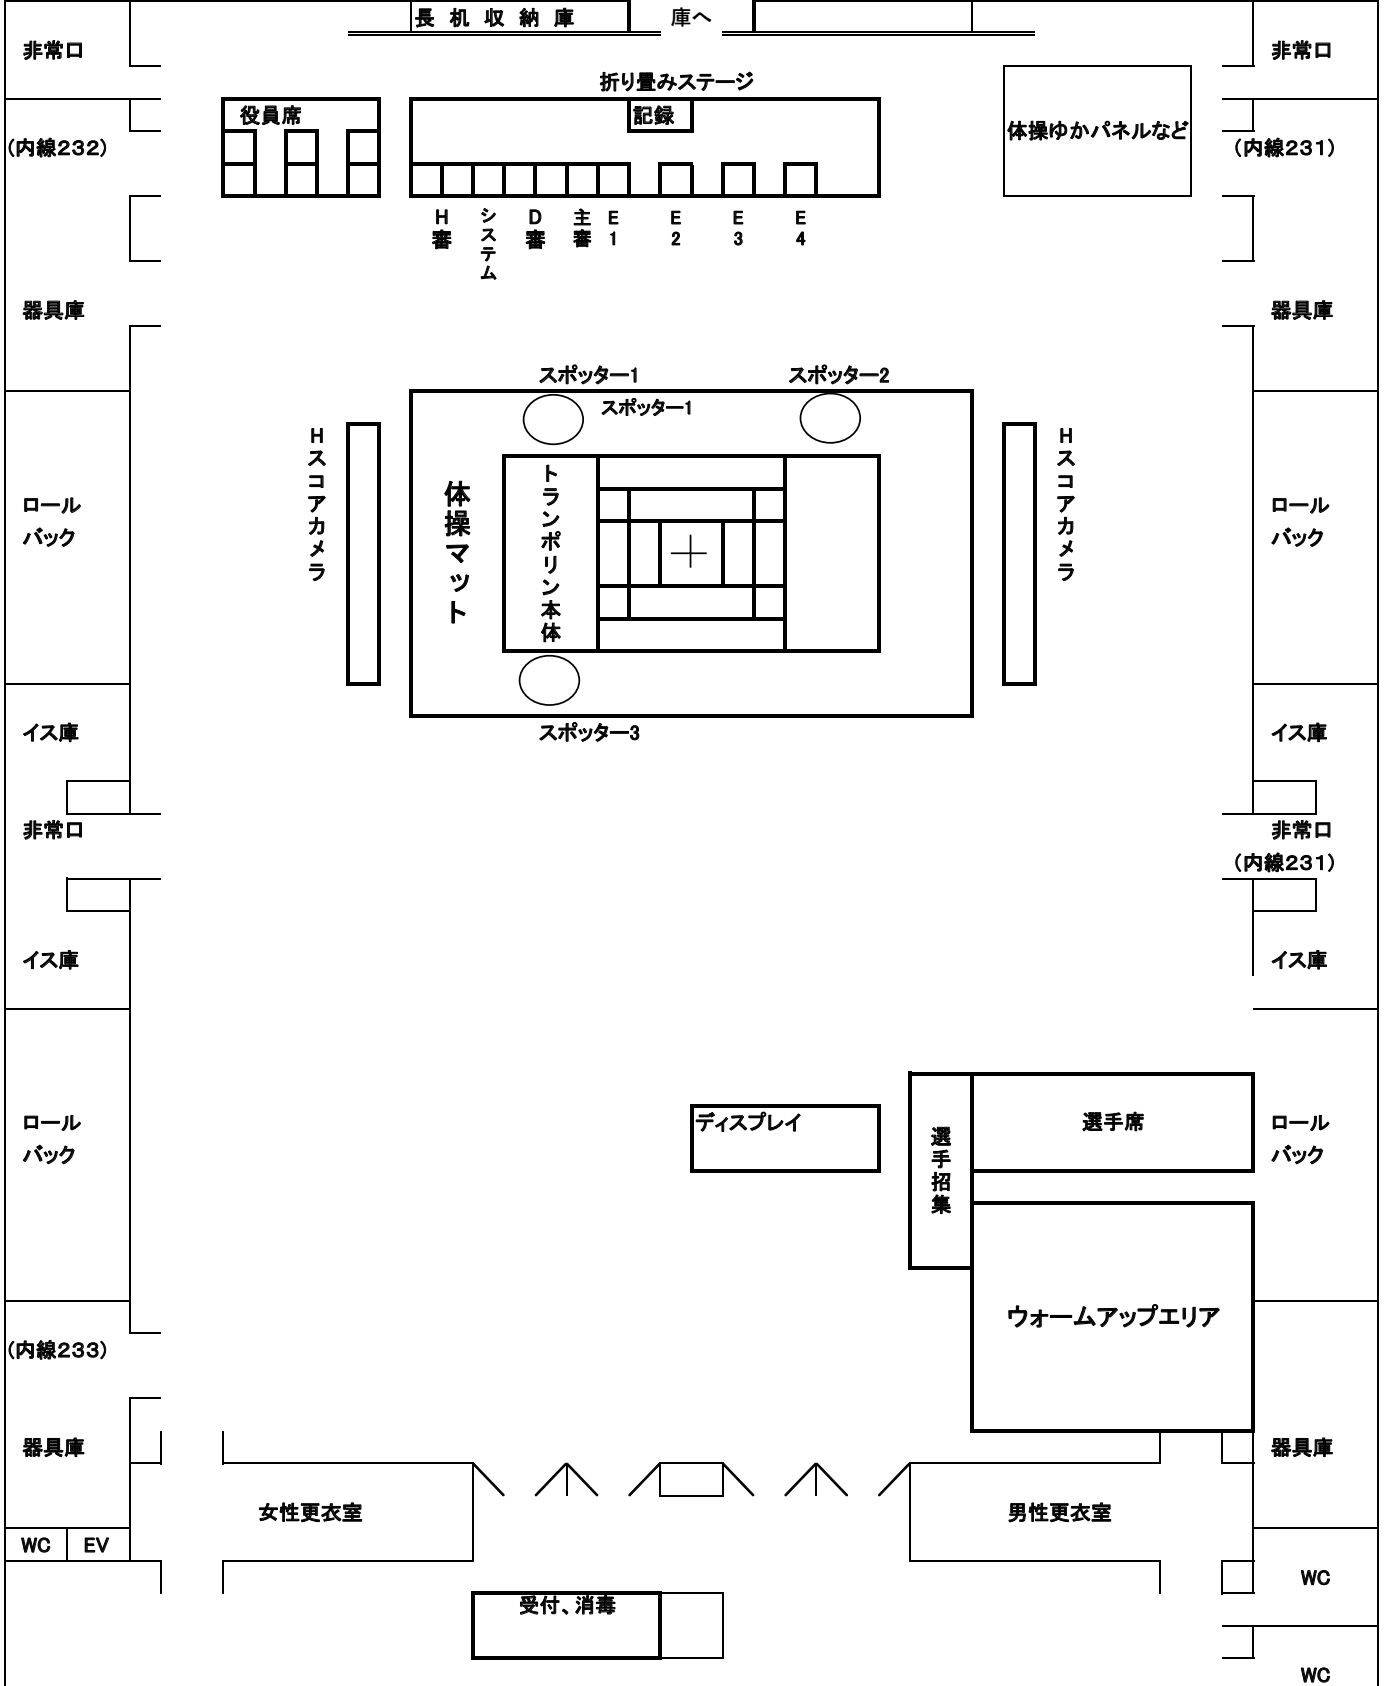 長机収納庫
庫へ
非常口
非常口
折り畳みステージ
役員席
記録
体操ゆかパネルなど
(内線232)
(内線231)
H審
システム
D審
主審
E1
E2
E3
E4
器具庫
器具庫
スポッター1
スポッター2
スポッター1
Hスコアカメラ
Hスコアカメラ
体操マット
トランポリン本体
ロール
バック
ロール
バック
スポッター3
イス庫
イス庫
非常口
非常口
(内線231)
イス庫
イス庫
ロール
バック
ディスプレイ
選手招集
選手席
ロール
バック
ウォームアップエリア
(内線233)
器具庫
器具庫
女性更衣室
男性更衣室
WC
EV
WC
受付、消毒
WC